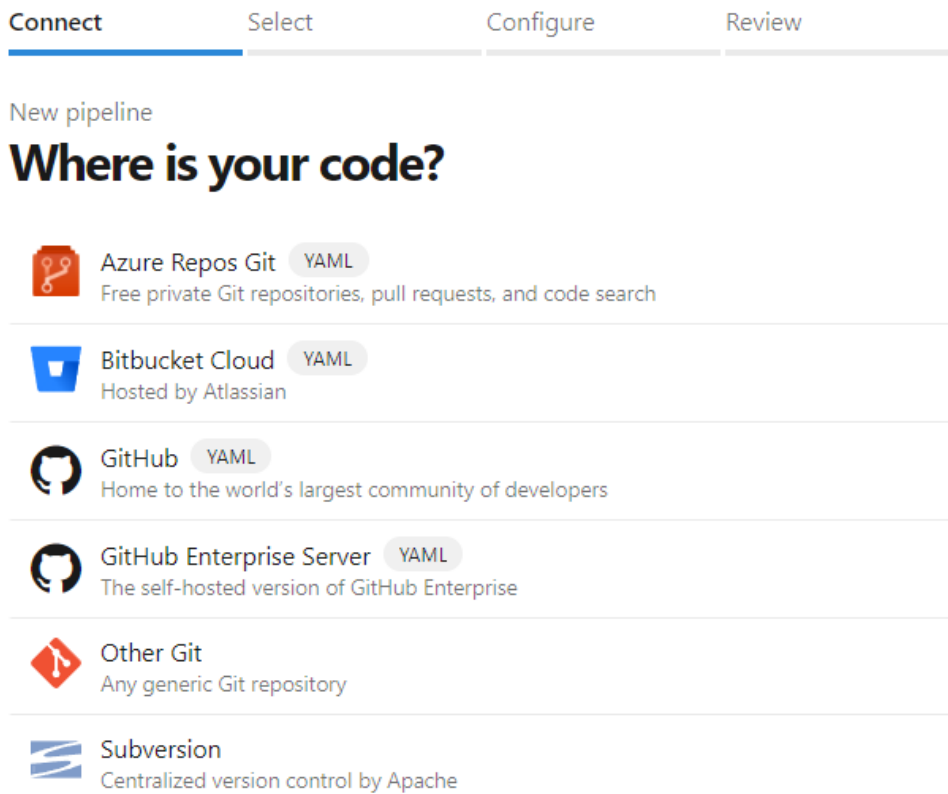 Connect Select Configure Review
New pipeline
Where is your code?
Azure Repos Git YAML
Free private Git repositories, pull requests, and code search
Bitbucket Cloud YAML
Hosted by Atlassian
GitHub YAML
Home to the world's largest community of developers
GitHub Enterprise Server YAML
The self-hosted version of GitHub Enterprise
Other Git
Any generic Git repository
Subversion
Centralized version control by Apache